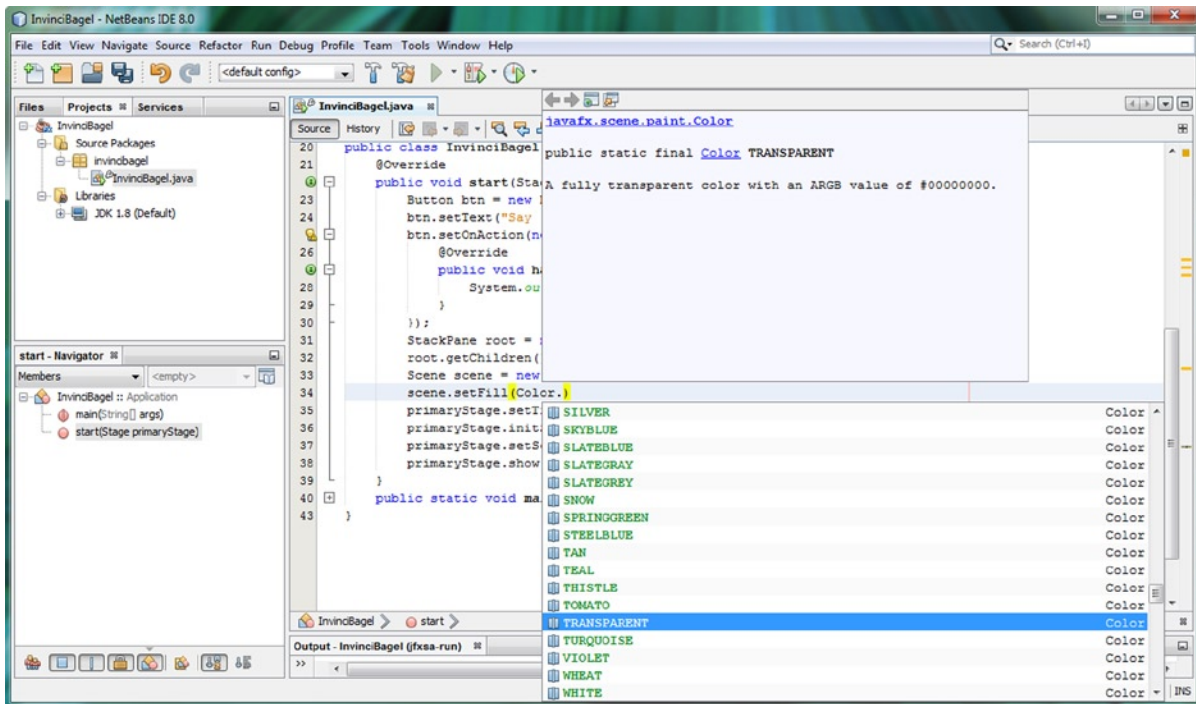 InvinciBagel - NetBeans IDE 8.0
File Edit View Navigate Source Refactor Run Debug Profile Team Tools Window Help
Search (Ctrl+I)
<default config>
Files Projects Services
InvinciBagel
Source Packages
invincibagel
InvinciBagel.java
Libraries
JDK 1.8 (Default)
start - Navigator
Members <empty>
InvinciBagel :: Application
main(String[] args)
start(Stage primaryStage)
InvinciBagel.java
Source History
20 public class InvinciBagel
21 @Override
public void start(Sta
23 Button btn = new
24 btn.setText("Say
btn.setOnAction(n
26 @Override
public void h
28 System.ou
29 }
30 });
31 StackPane root =
32 root.getChildren(
33 Scene scene = new
34 scene.setFill(Color.)
35 primaryStage.setT
36 primaryStage.init
37 primaryStage.setS
38 primaryStage.show
39 }
40 public static void ma
43 }
javafx.scene.paint.Color
public static final Color TRANSPARENT
A fully transparent color with an ARGB value of #00000000.
SILVER Color
SKYBLUE Color
SLATEBLUE Color
SLATEGRAY Color
SLATEGREY Color
SNOW Color
SPRINGGREEN Color
STEELBLUE Color
TAN Color
TEAL Color
THISTLE Color
TOMATO Color
TRANSPARENT Color
TURQUOISE Color
VIOLET Color
WHEAT Color
WHITE Color
InvinciBagel start
Output - InvinciBagel (jfxsa-run)
INS